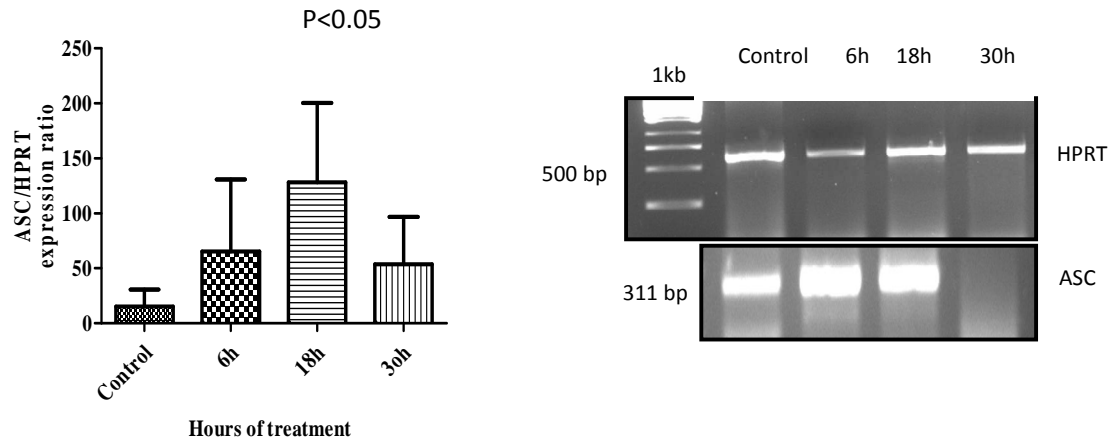 P<0.05
250
200
150
100
50
0
ASC/HPRT
expression ratio
Control
6h
18h
3oh
Hours of treatment
Control 6h 18h 30h
1kb
500 bp
HPRT
311 bp
ASC